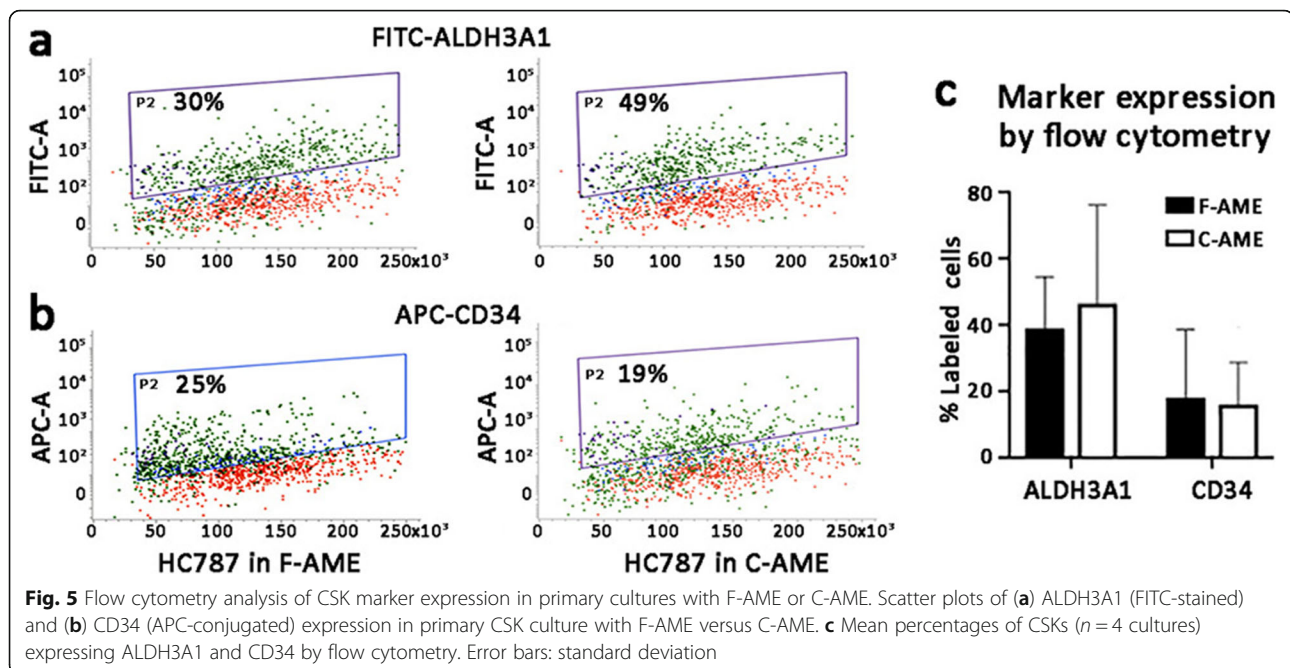 a
FITC-ALDH3A1
FITC-A
10⁵
10⁴
10³
10²
0
P2 30%
0 50 100 150 200 250x10³
FITC-A
10⁵
10⁴
10³
10²
0
P2 49%
0 50 100 150 200 250x10³
b
APC-CD34
APC-A
10⁵
10⁴
10³
10²
0
P2 25%
0 50 100 150 200 250x10³
HC787 in F-AME
APC-A
10⁵
10⁴
10³
10²
0
P2 19%
0 50 100 150 200 250x10³
HC787 in C-AME
c Marker expression
by flow cytometry
% Labeled cells
80
60
40
20
0
F-AME
C-AME
ALDH3A1 CD34
Fig. 5 Flow cytometry analysis of CSK marker expression in primary cultures with F-AME or C-AME. Scatter plots of (a) ALDH3A1 (FITC-stained)
and (b) CD34 (APC-conjugated) expression in primary CSK culture with F-AME versus C-AME. c Mean percentages of CSKs (n = 4 cultures)
expressing ALDH3A1 and CD34 by flow cytometry. Error bars: standard deviation